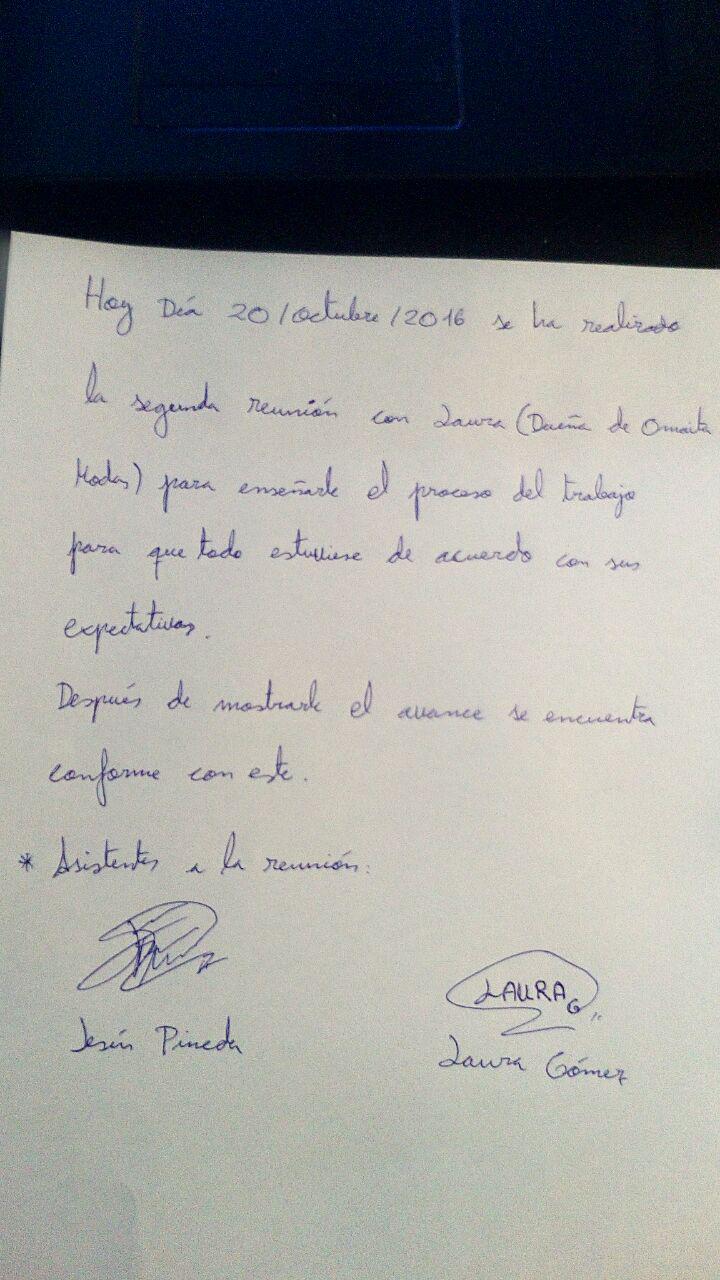 Hoy Día 20/octubre/2016 se ha realizado
la segunda reunión con Laura (Dueña de Omaita
Modas) para enseñarle el proceso del trabajo
para que todo estuviese de acuerdo con sus
expectativas.
Después de mostrarle el avance se encuentra
conforme con este.
* Asistentes a la reunión:
LAURA G
Jesús Pineda
Laura Gómez